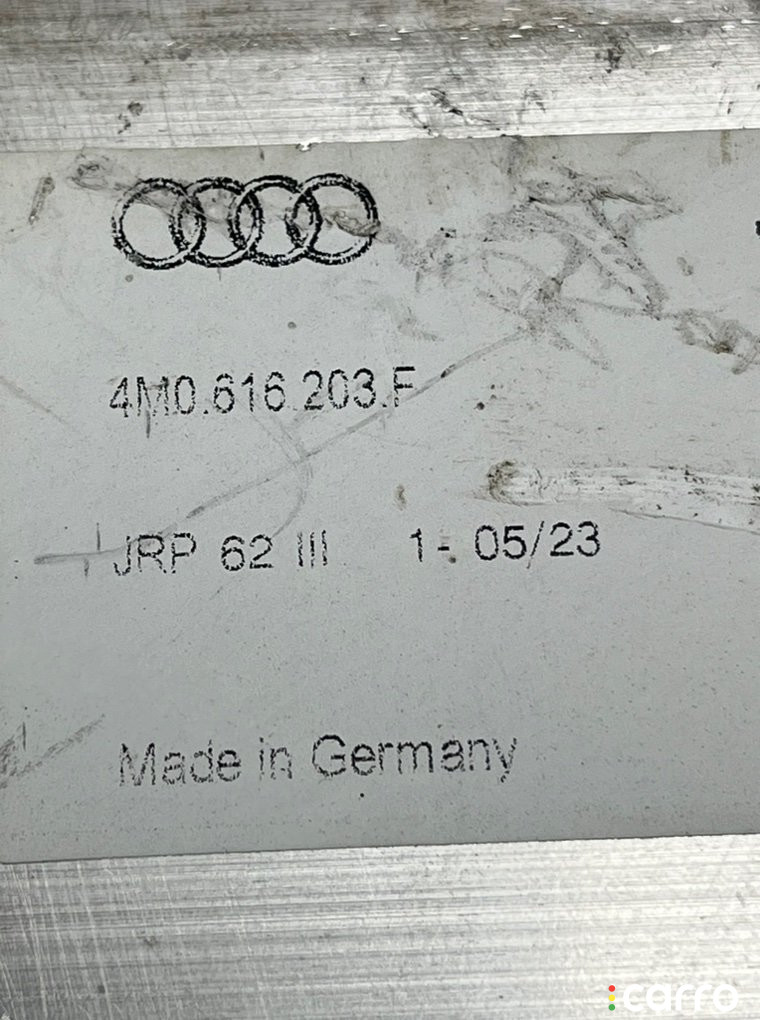 4M0.616.203.F
JRP 62 III 1- 05/23
Made in Germany
carro